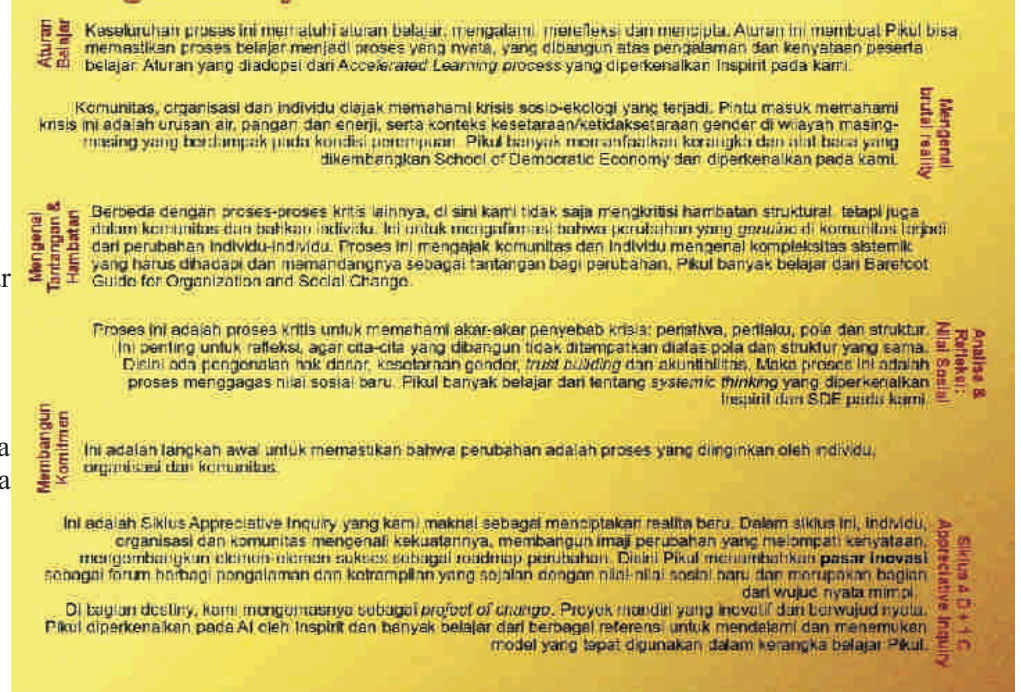 Aturan
Belajar
Keseluruhan proses ini mematuhi aturan belajar, mengalami, merefleksi dan mencipta. Aturan ini membuat Pikul bisa
memastikan proses belajar menjadi proses yang nyata, yang dibangun atas pengalaman dan kenyataan peserta
belajar. Aturan yang diadopsi dari Accelerated Learning process yang diperkenalkan Inspirit pada kami.
Mengenal
brutal reality
Komunitas, organisasi dan individu diajak memahami krisis sosio-ekologi yang terjadi. Pintu masuk memahami
krisis ini adalah urusan air, pangan dan enerji, serta konteks kesetaraan/ketidaksetaraan gender di wilayah masing-
masing yang berdampak pada kondisi perempuan. Pikul banyak memanfaatkan kerangka dan alat baca yang
dikembangkan School of Democratic Economy dan diperkenalkan pada kami.
Mengenal
Tantangan &
Hambatan
Berbeda dengan proses-proses kritis lainnya, di sini kami tidak saja mengkritisi hambatan struktural, tetapi juga
dalam komunitas dan bahkan individu. Ini untuk mengafirmasi bahwa perubahan yang genuine di komunitas terjadi
dari perubahan individu-individu. Proses ini mengajak komunitas dan individu mengenal kompleksitas sistemik
yang harus dihadapi dan memandangnya sebagai tantangan bagi perubahan. Pikul banyak belajar dari Barefoot
Guide for Organization and Social Change.
Analisa &
Refleksi:
Nilai Sosial
Proses ini adalah proses kritis untuk memahami akar-akar penyebab krisis: peristiwa, perilaku, pola dan struktur.
Ini penting untuk refleksi, agar cita-cita yang dibangun tidak ditempatkan diatas pola dan struktur yang sama.
Disini ada pengenalan hak dasar, kesetaraan gender, trust building dan akuntibilitas. Maka proses ini adalah
proses menggagas nilai sosial baru. Pikul banyak belajar dari tentang systemic thinking yang diperkenalkan
Inspirit dan SDE pada kami.
Membangun
Komitmen
Ini adalah langkah awal untuk memastikan bahwa perubahan adalah proses yang diinginkan oleh individu,
organisasi dan komunitas.
Siklus 4 D + 1 C
Appreciative Inquiry
Ini adalah Siklus Appreciative Inquiry yang kami maknai sebagai menciptakan realita baru. Dalam siklus ini, individu,
organisasi dan komunitas mengenali kekuatannya, membangun imaji perubahan yang melompati kenyataan,
mengembangkan elemen-elemen sukses sebagai roadmap perubahan. Disini Pikul menambahkan pasar inovasi
sebagai forum berbagi pengalaman dan ketrampilan yang sejalan dengan nilai-nilai sosial baru dan merupakan bagian
dari wujud nyata mimpi.
Di bagian destiny, kami mengemasnya sebagai project of change. Proyek mandiri yang inovatif dan berwujud nyata.
Pikul diperkenalkan pada AI oleh Inspirit dan banyak belajar dari berbagai referensi untuk mendalami dan menemukan
model yang tepat digunakan dalam kerangka belajar Pikul.